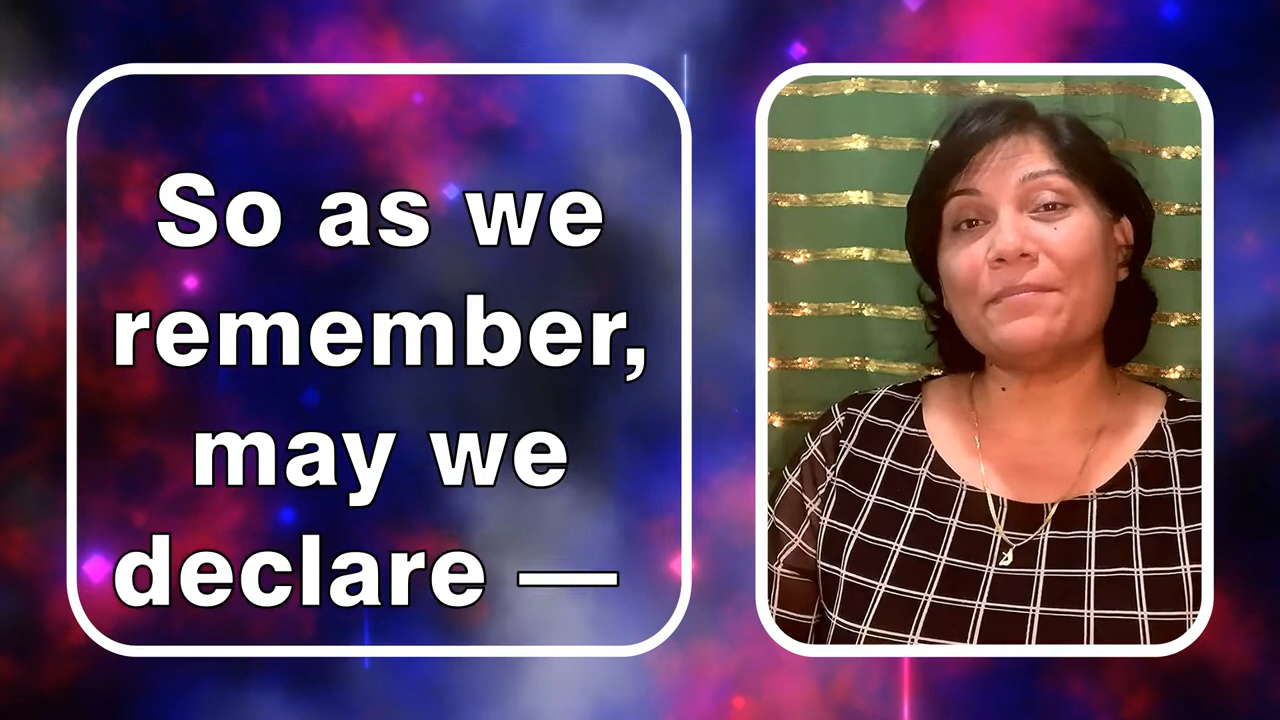 So as we
remember,
may we
declare —